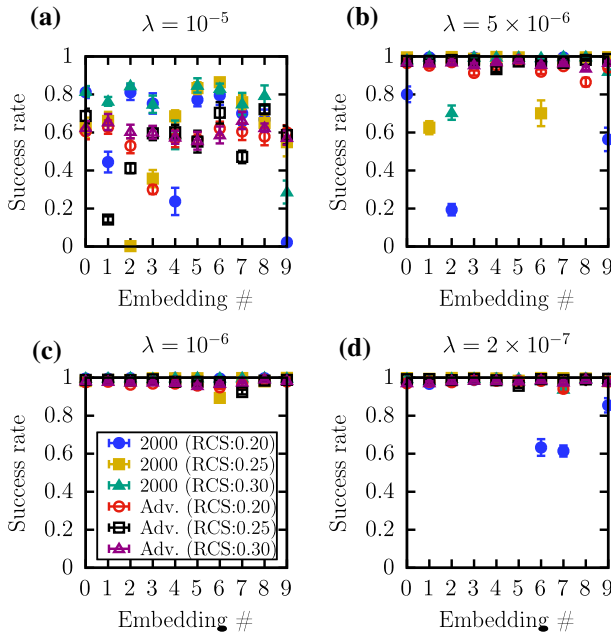 (a) λ = 10⁻⁵
1
0.8
0.6
0.4
0.2
0
Success rate
0 1 2 3 4 5 6 7 8 9
Embedding #
(b) λ = 5 × 10⁻⁶
1
0.8
0.6
0.4
0.2
0
Success rate
0 1 2 3 4 5 6 7 8 9
Embedding #
(c) λ = 10⁻⁶
1
0.8
0.6
0.4
0.2
0
Success rate
2000 (RCS:0.20)
2000 (RCS:0.25)
2000 (RCS:0.30)
Adv. (RCS:0.20)
Adv. (RCS:0.25)
Adv. (RCS:0.30)
0 1 2 3 4 5 6 7 8 9
Embedding #
(d) λ = 2 × 10⁻⁷
1
0.8
0.6
0.4
0.2
0
Success rate
0 1 2 3 4 5 6 7 8 9
Embedding #